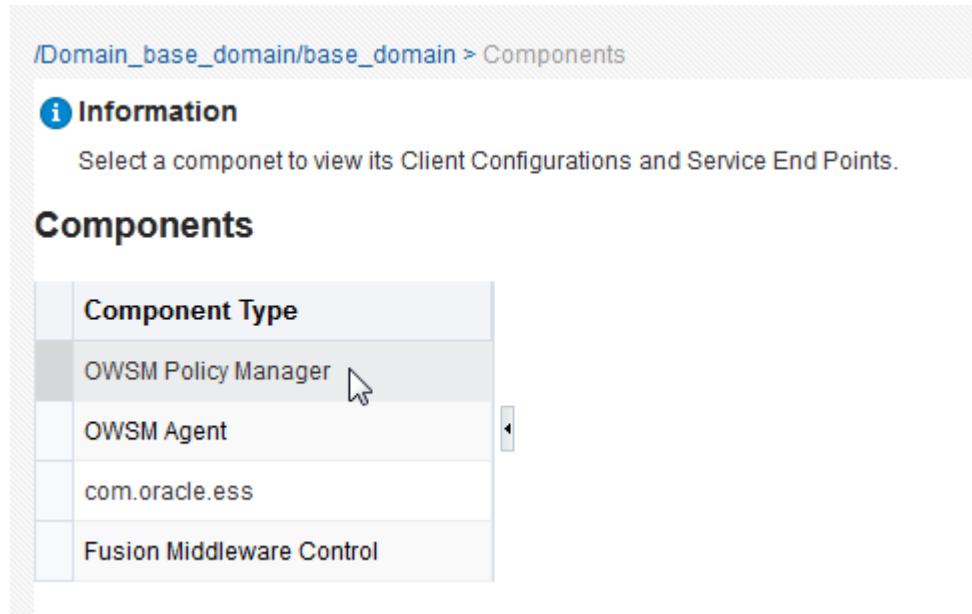 /Domain_base_domain/base_domain > Components
Information
Select a componet to view its Client Configurations and Service End Points.
Components
Component Type
OWSM Policy Manager
OWSM Agent
com.oracle.ess
Fusion Middleware Control